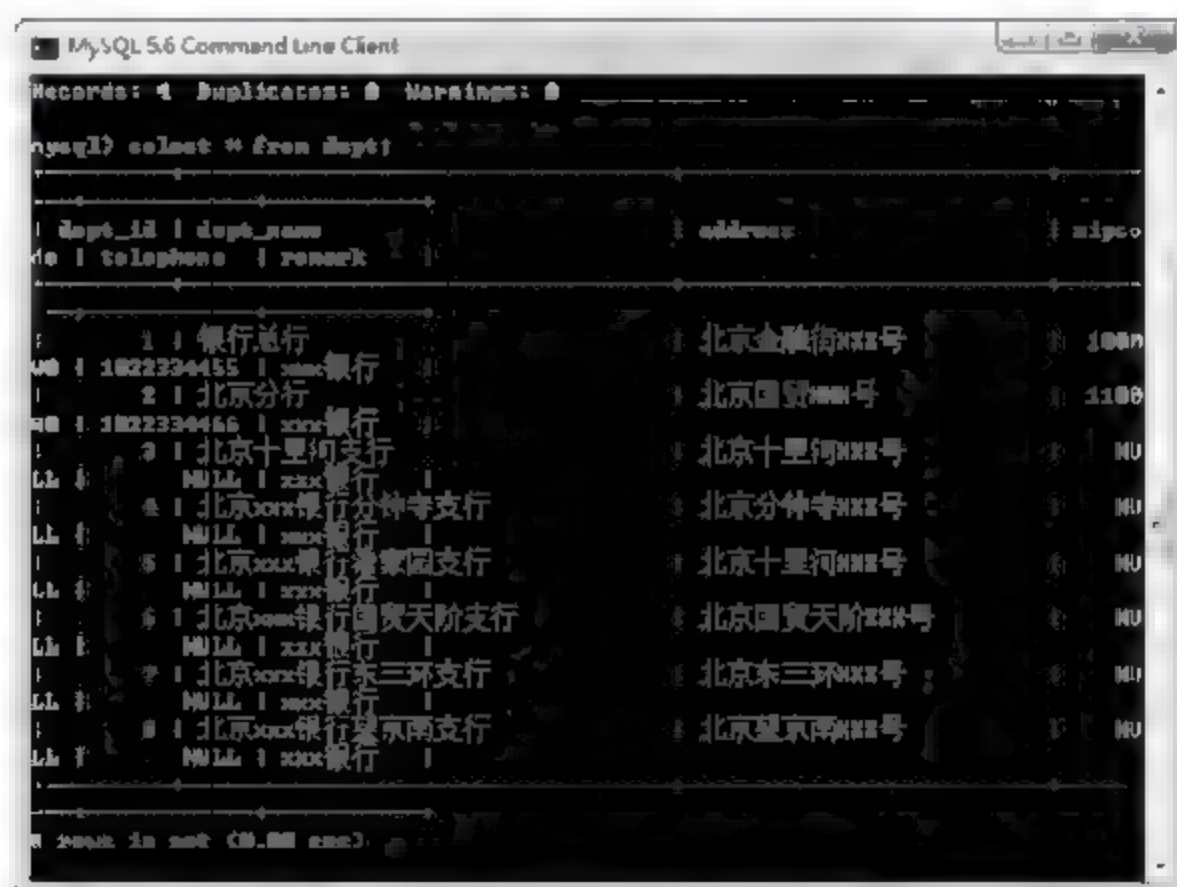 MySQL 5.6 Command Line Client
Records: 4 Duplicates: 0 Warnings: 0
mysql> select * from dept;
| dept_id | dept_name | address | zipco
de | telephone | remark |
| 1 | 银行总行 | 北京金融街xxx号 |
| 1022334455 | xxx银行 |
| 2 | 北京分行 | 北京国贸xxx号 |
| 1022334466 | xxx银行 |
| 3 | 北京十里河支行 | 北京十里河xxx号 | NU
LL | NULL | xxx银行 |
| 4 | 北京xxx银行分钟寺支行 | 北京分钟寺xxx号 | NU
LL | NULL | xxx银行 |
| 5 | 北京xxx银行潘家园支行 | 北京十里河xxx号 | NU
LL | NULL | xxx银行 |
| 6 | 北京xxx银行国贸天阶支行 | 北京国贸天阶xxx号 | NU
LL | NULL | xxx银行 |
| 7 | 北京xxx银行东三环支行 | 北京东三环xxx号 | NU
LL | NULL | xxx银行 |
| 8 | 北京xxx银行望京南支行 | 北京望京南xxx号 | NU
LL | NULL | xxx银行 |
8 rows in set (0.00 sec)